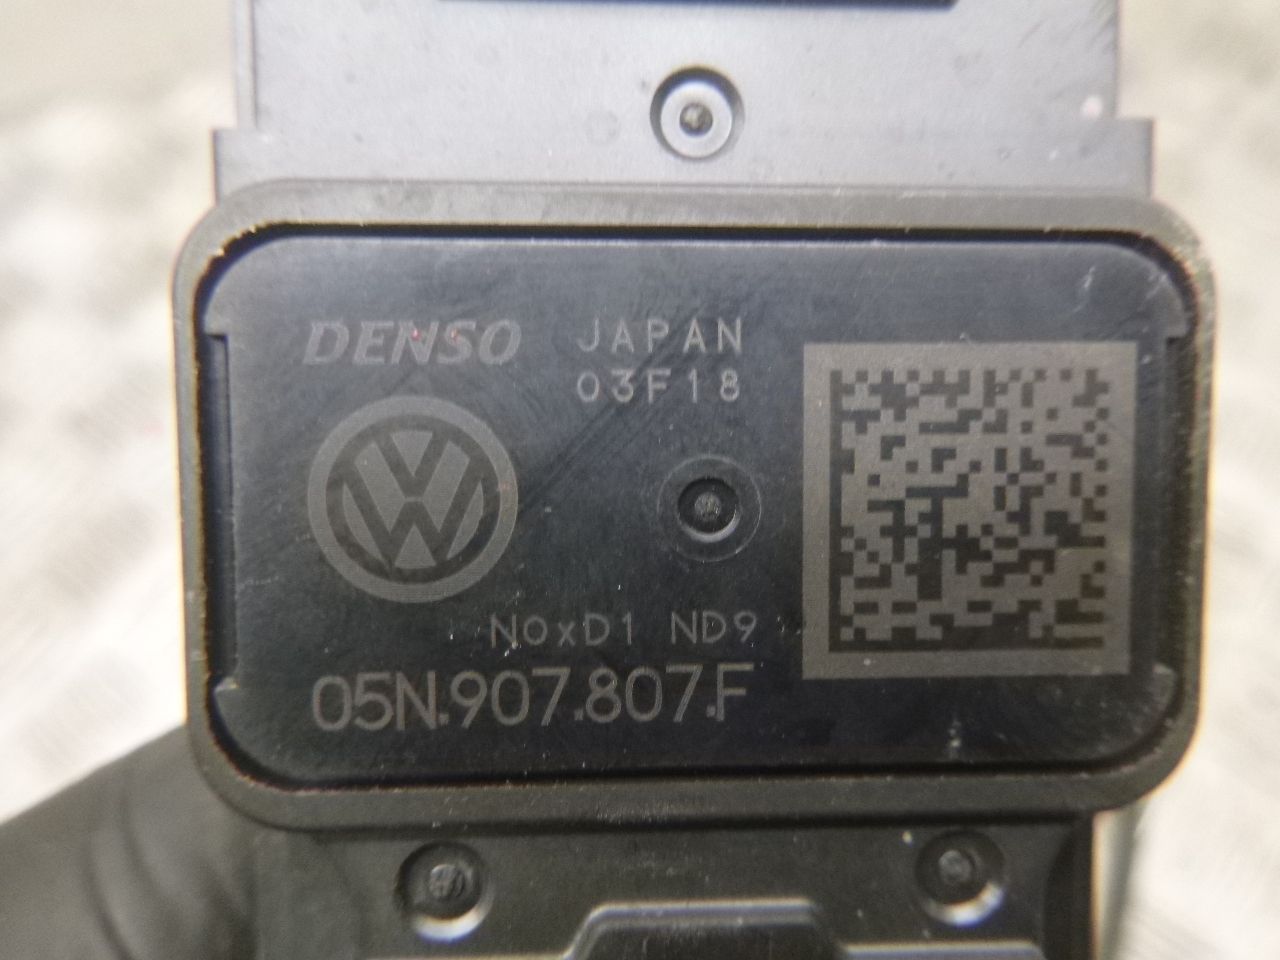 DENSO JAPAN
03F18
NoxD1 ND9
05N.907.807.F